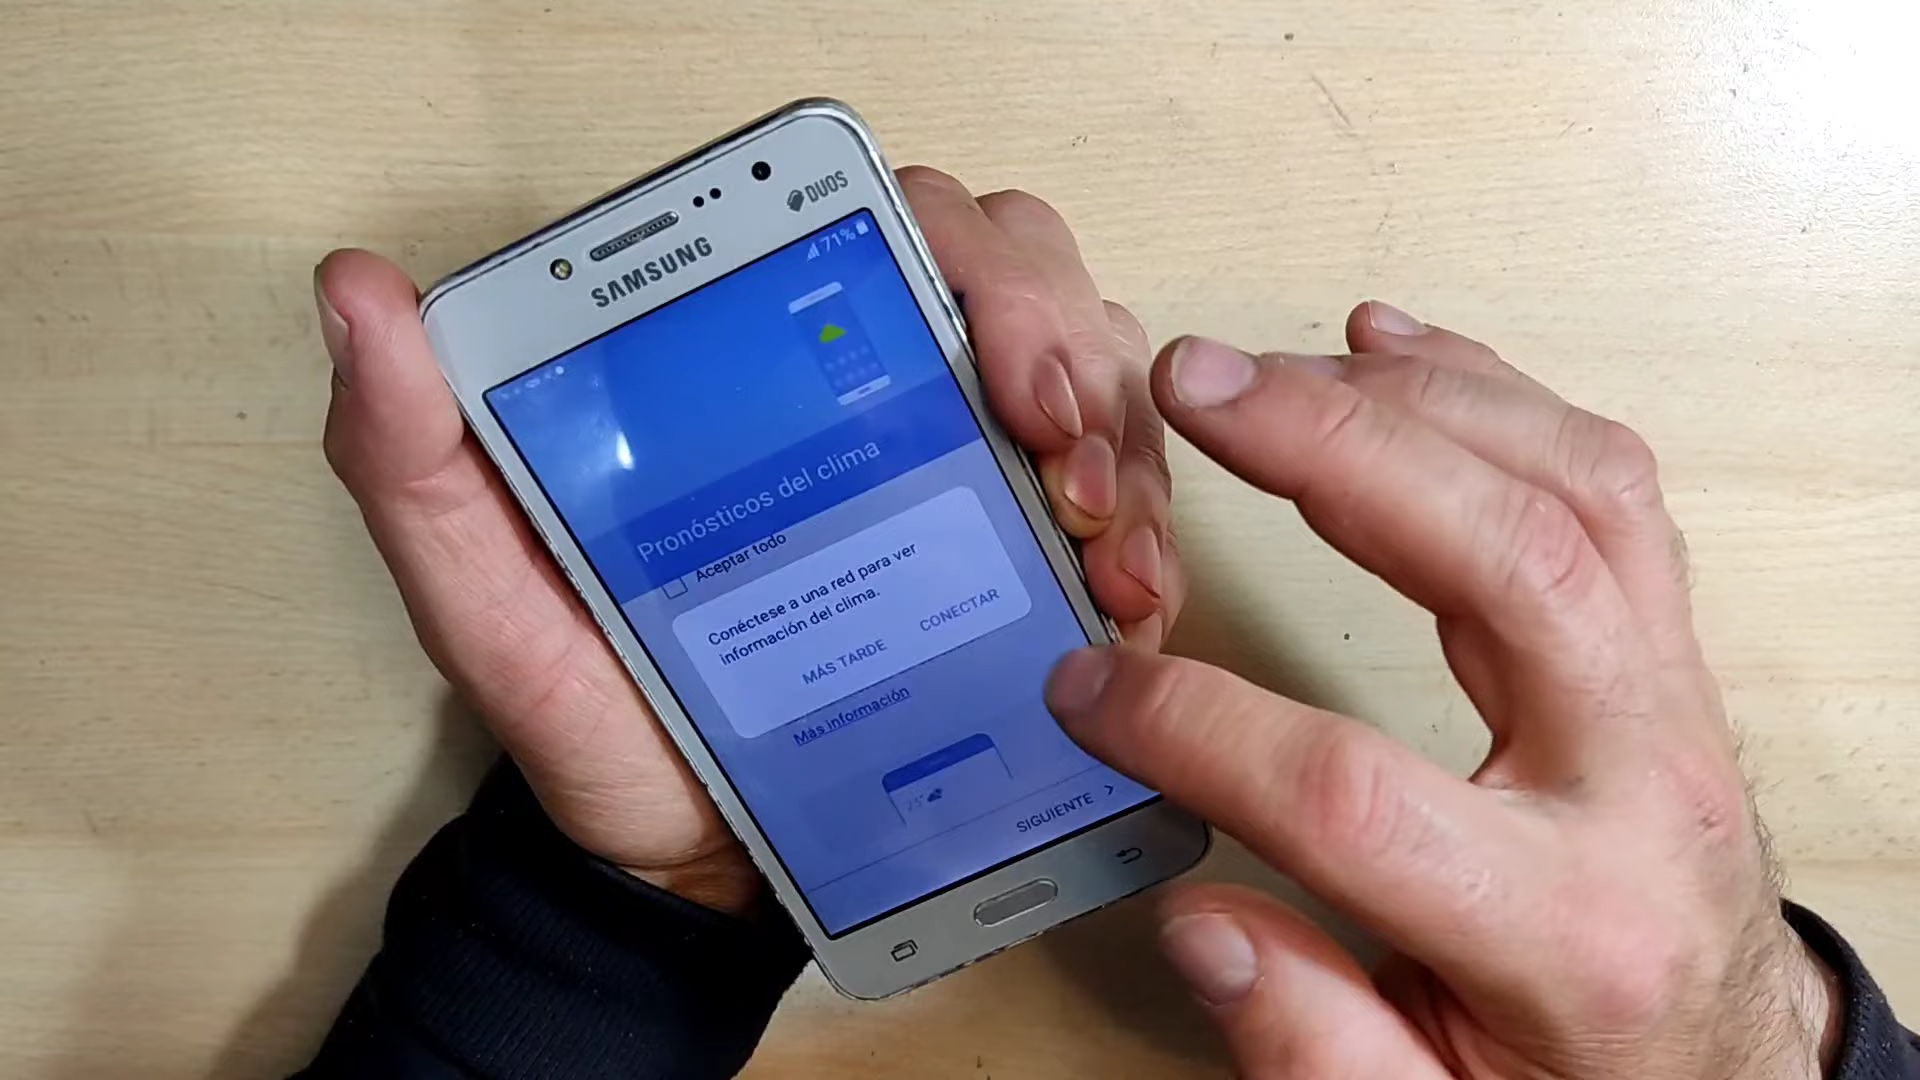 DUOS
SAMSUNG
71%
Pronósticos del clima
Aceptar todo
Conéctese a una red para ver
información del clima.
MÁS TARDE
CONECTAR
Más información
SIGUIENTE >